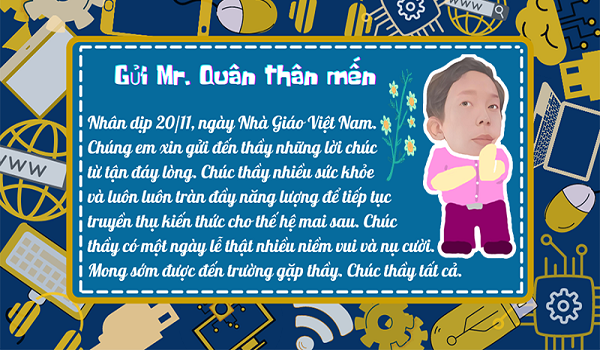 WWW
Gửi Mr. Quân thân mến
Nhân dịp 20/11, ngày Nhà Giáo Việt Nam.
Chúng em xin gửi đến thầy những lời chúc
từ tận đáy lòng. Chúc thầy nhiều sức khỏe
và luôn luôn tràn đầy năng lượng để tiếp tục
truyền thụ kiến thức cho thế hệ mai sau. Chúc
thầy có một ngày lễ thật nhiều niềm vui và nụ cười.
Mong sớm được đến trường gặp thầy. Chúc thầy tất cả.
WWW